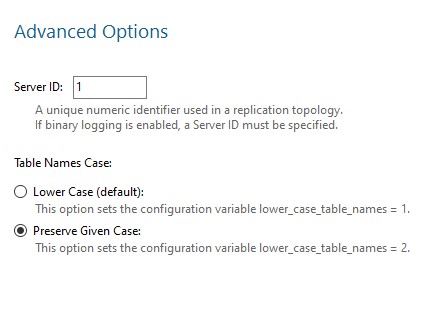 Advanced Options
Server ID: 1
A unique numeric identifier used in a replication topology.
If binary logging is enabled, a Server ID must be specified.
Table Names Case:
Lower Case (default):
This option sets the configuration variable lower_case_table_names = 1.
Preserve Given Case:
This option sets the configuration variable lower_case_table_names = 2.